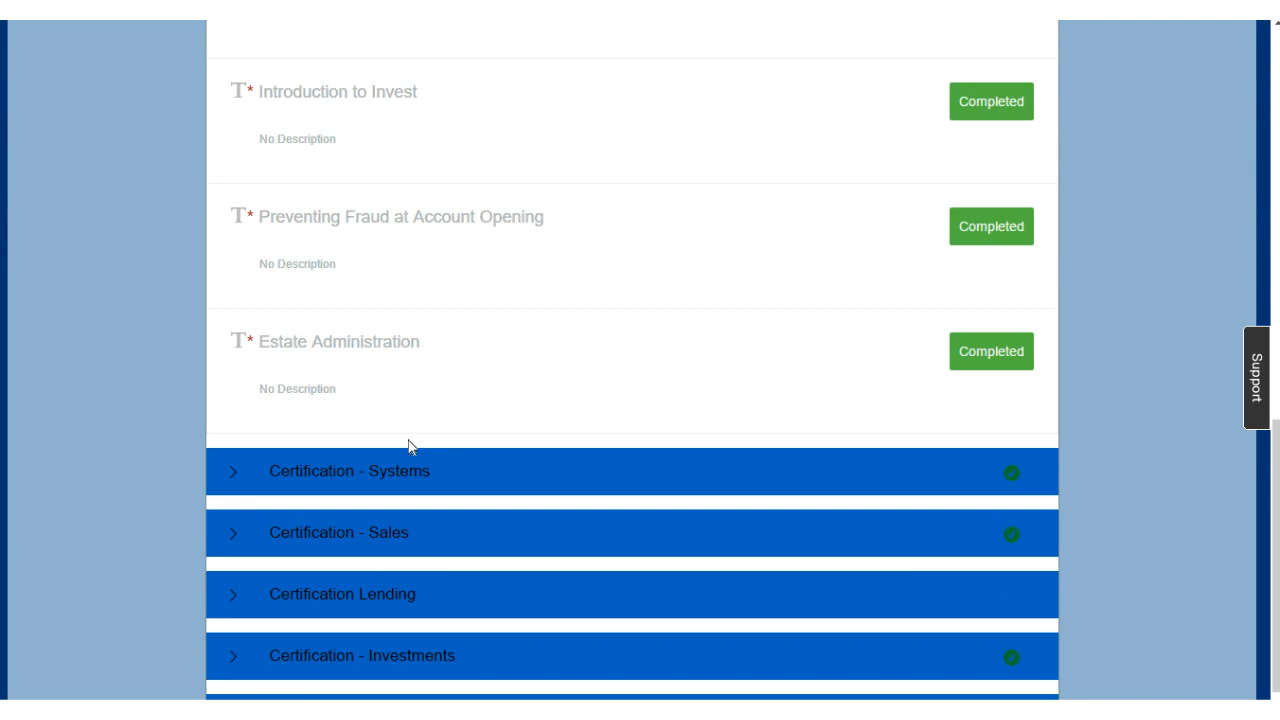 T* Introduction to Invest
Completed
No Description
T* Preventing Fraud at Account Opening
Completed
No Description
T* Estate Administration
Completed
No Description
Support
Certification - Systems
Certification - Sales
Certification Lending
Certification - Investments